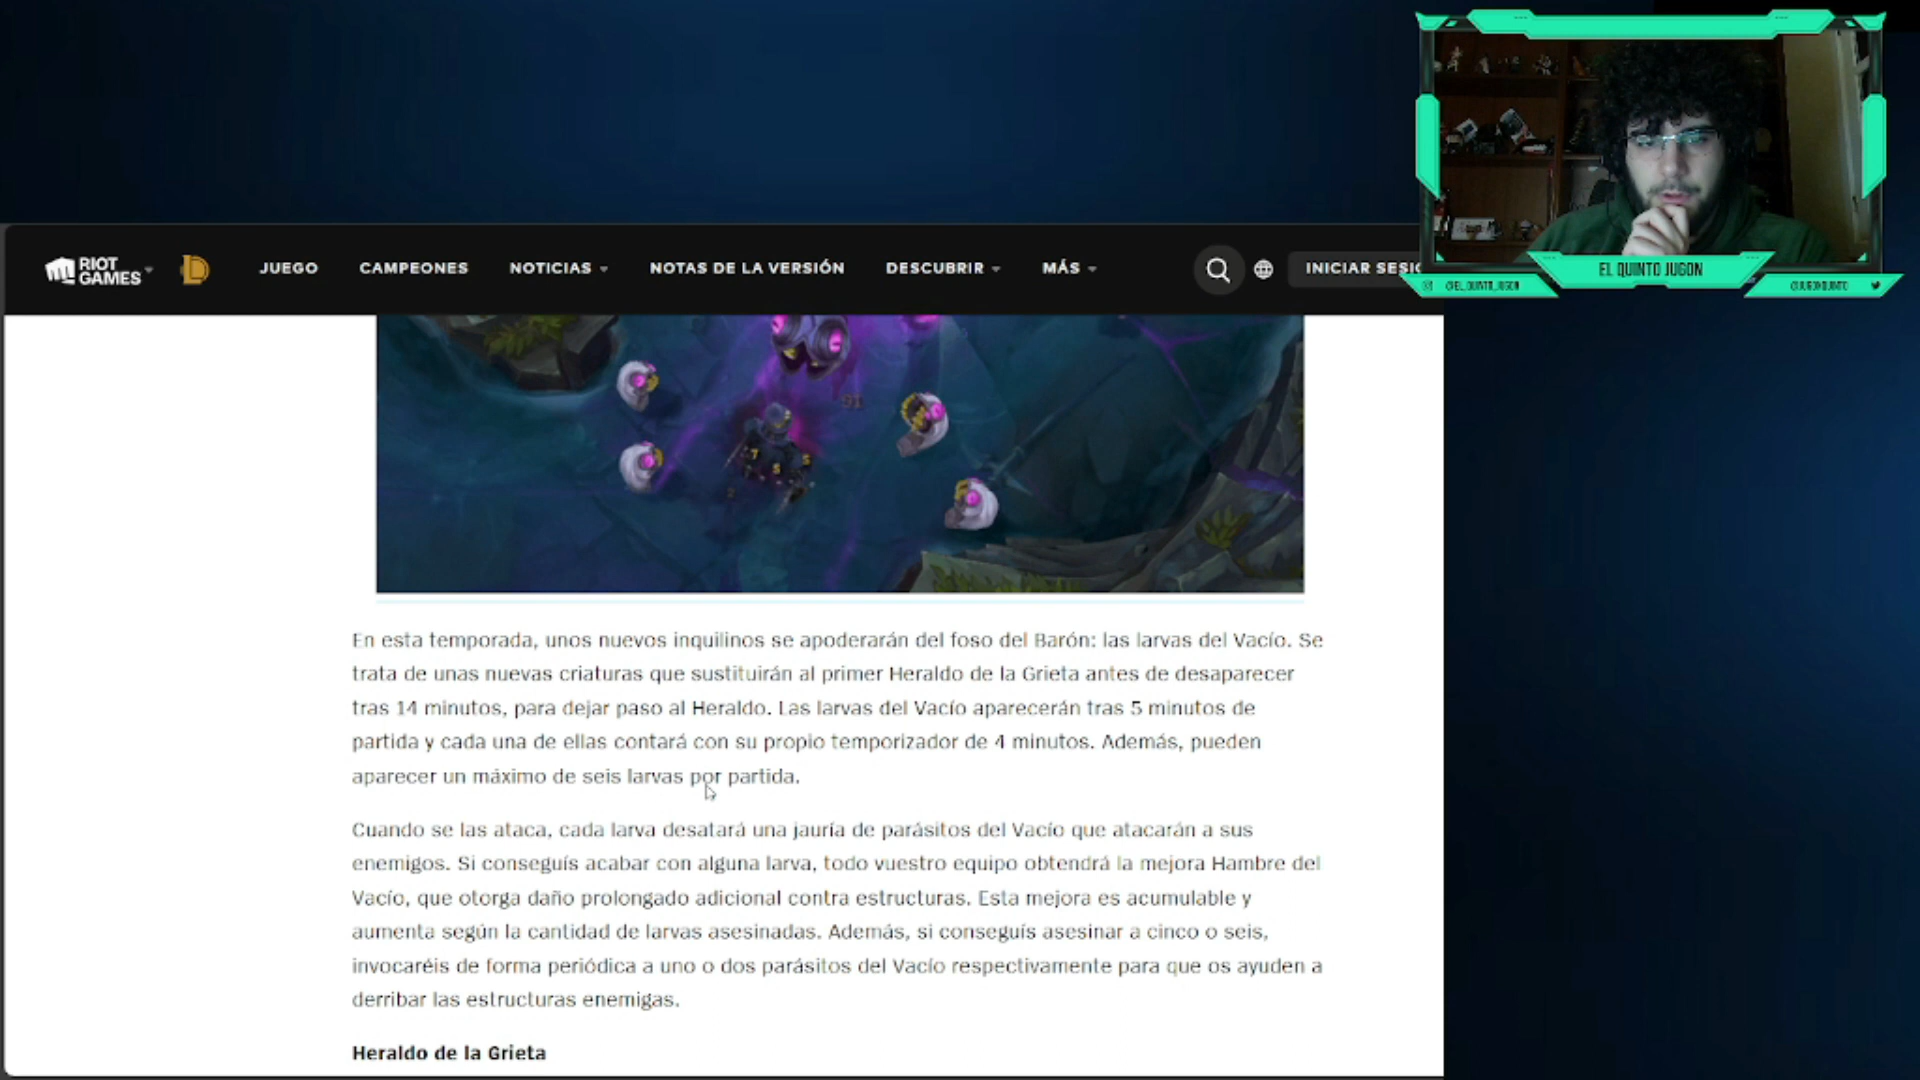 RIOT GAMES
JUEGO
CAMPEONES
NOTICIAS
NOTAS DE LA VERSIÓN
DESCUBRIR
MÁS
INICIAR SESIC
EL QUINTO JUGON
@EL_QUINTO_JUGON
@JUGONQUINTO
En esta temporada, unos nuevos inquilinos se apoderarán del foso del Barón: las larvas del Vacío. Se
trata de unas nuevas criaturas que sustituirán al primer Heraldo de la Grieta antes de desaparecer
tras 14 minutos, para dejar paso al Heraldo. Las larvas del Vacío aparecerán tras 5 minutos de
partida y cada una de ellas contará con su propio temporizador de 4 minutos. Además, pueden
aparecer un máximo de seis larvas por partida.
Cuando se las ataca, cada larva desatará una jauría de parásitos del Vacío que atacarán a sus
enemigos. Si conseguís acabar con alguna larva, todo vuestro equipo obtendrá la mejora Hambre del
Vacío, que otorga daño prolongado adicional contra estructuras. Esta mejora es acumulable y
aumenta según la cantidad de larvas asesinadas. Además, si conseguís asesinar a cinco o seis,
invocaréis de forma periódica a uno o dos parásitos del Vacío respectivamente para que os ayuden a
derribar las estructuras enemigas.
Heraldo de la Grieta